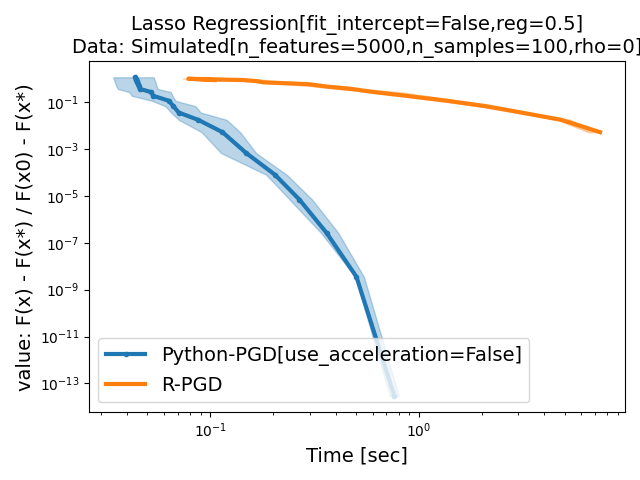 Lasso Regression[fit_intercept=False,reg=0.5]
Data: Simulated[n_features=5000,n_samples=100,rho=0]
value: F(x) - F(x*) / F(x0) - F(x*)
10⁻¹
10⁻³
10⁻⁵
10⁻⁷
10⁻⁹
10⁻¹¹
10⁻¹³
Python-PGD[use_acceleration=False]
R-PGD
10⁻¹ 10⁰
Time [sec]